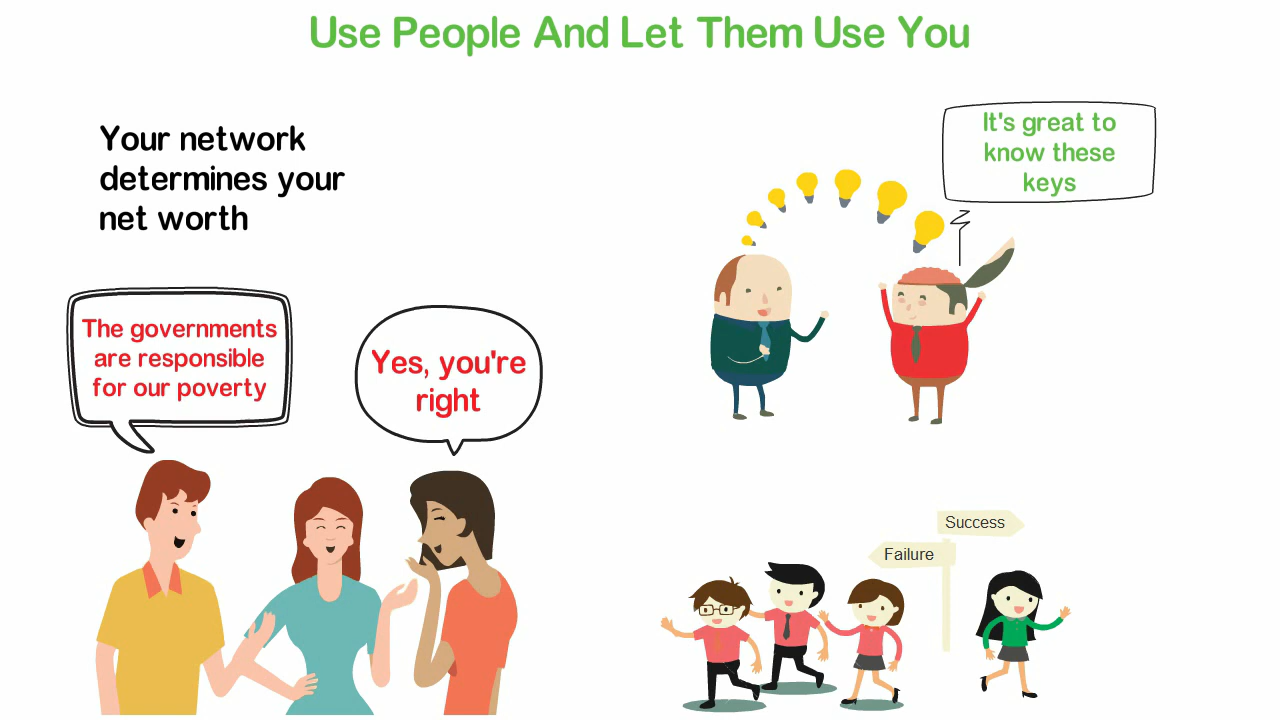 Use People And Let Them Use You
Your network
determines your
net worth
It's great to
know these
keys
The governments
are responsible
for our poverty
Yes, you're
right
Success
Failure